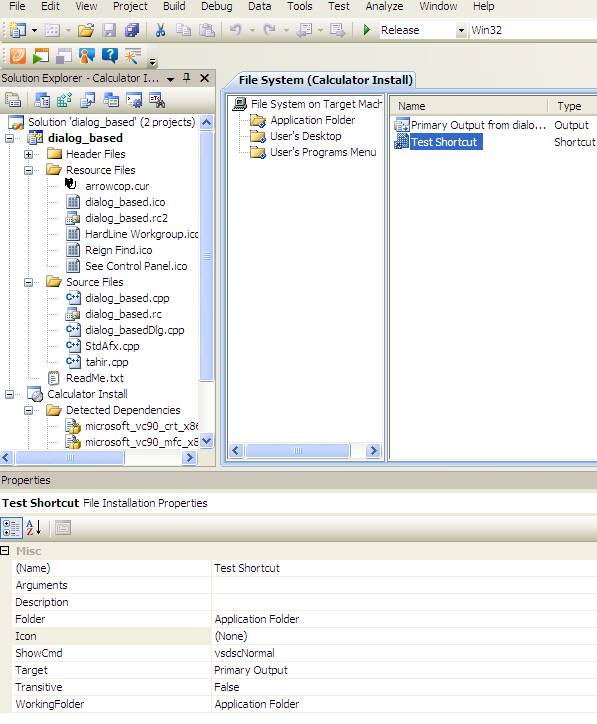 File Edit View Project Build Debug Data Tools Test Analyze Window Help
Release Win32
Solution Explorer - Calculator I...
Solution 'dialog_based' (2 projects)
dialog_based
Header Files
Resource Files
arrowcop.cur
dialog_based.ico
dialog_based.rc2
HardLine Workgroup.ico
Reign Find.ico
See Control Panel.ico
Source Files
dialog_based.cpp
dialog_based.rc
dialog_basedDlg.cpp
StdAfx.cpp
tahir.cpp
ReadMe.txt
Calculator Install
Detected Dependencies
microsoft_vc90_crt_x86
microsoft_vc90_mfc_x8
File System (Calculator Install)
File System on Target Mach
Application Folder
User's Desktop
User's Programs Menu
Name Type
Primary Output from dialo... Output
Test Shortcut Shortcut
Properties
Test Shortcut File Installation Properties
Misc
(Name) Test Shortcut
Arguments
Description
Folder Application Folder
Icon (None)
ShowCmd vsdscNormal
Target Primary Output
Transitive False
WorkingFolder Application Folder